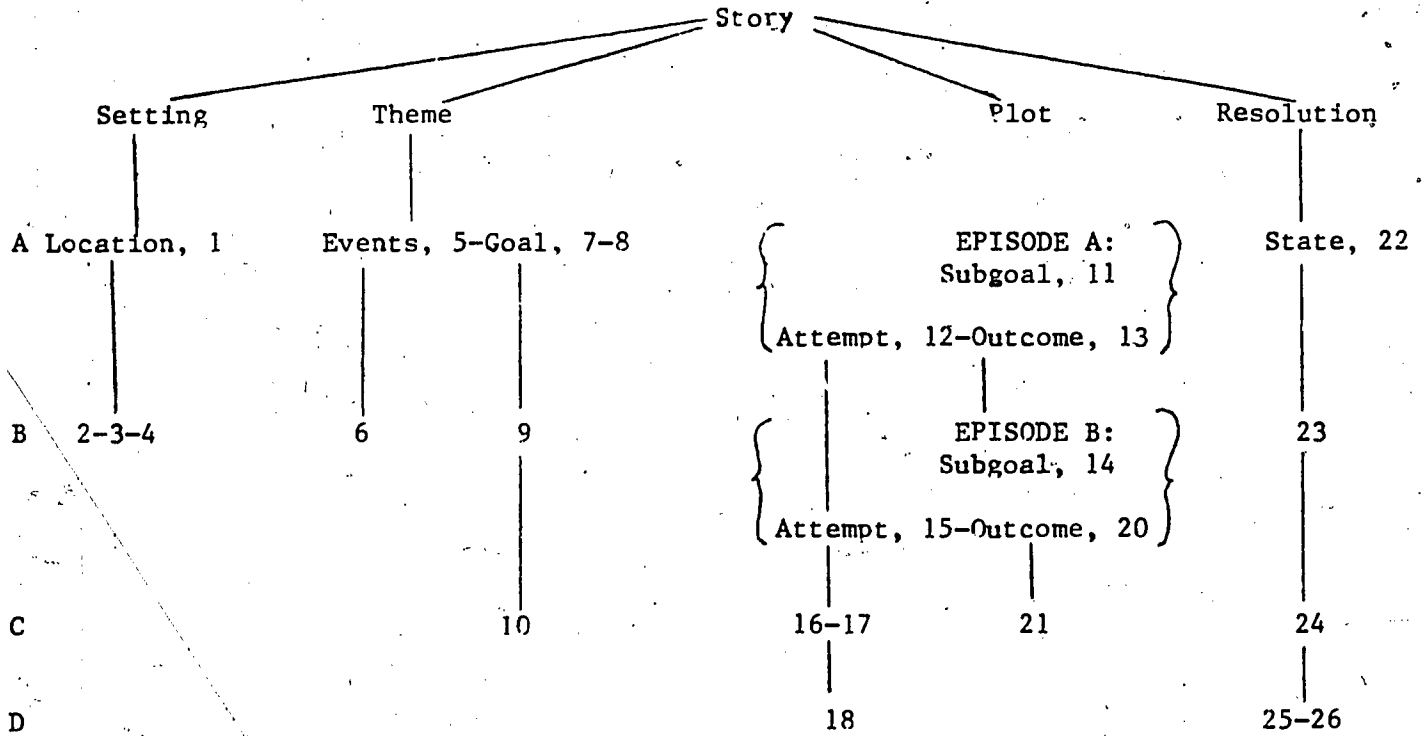 Story
Setting Theme Plot Resolution
A Location, 1 Events, 5-Goal, 7-8 EPISODE A: State, 22
Subgoal, 11
Attempt, 12-Outcome, 13
B 2-3-4 6 9 EPISODE B: 23
Subgoal, 14
Attempt, 15-Outcome, 20
C 10 16-17 21 24
D 18 25-26